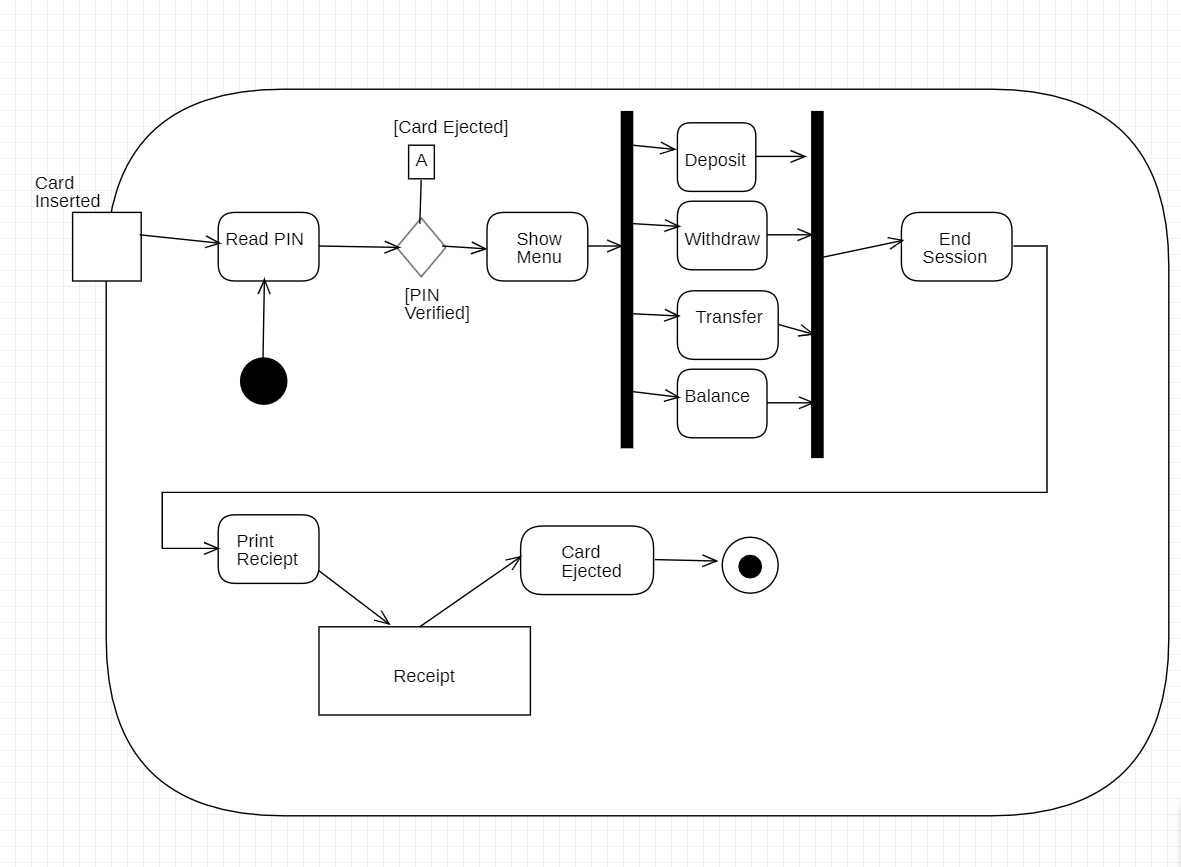 [Card Ejected]
A
Card
Inserted
Read PIN
Show
Menu
[PIN
Verified]
Deposit
Withdraw
Transfer
Balance
End
Session
Print
Reciept
Card
Ejected
Receipt